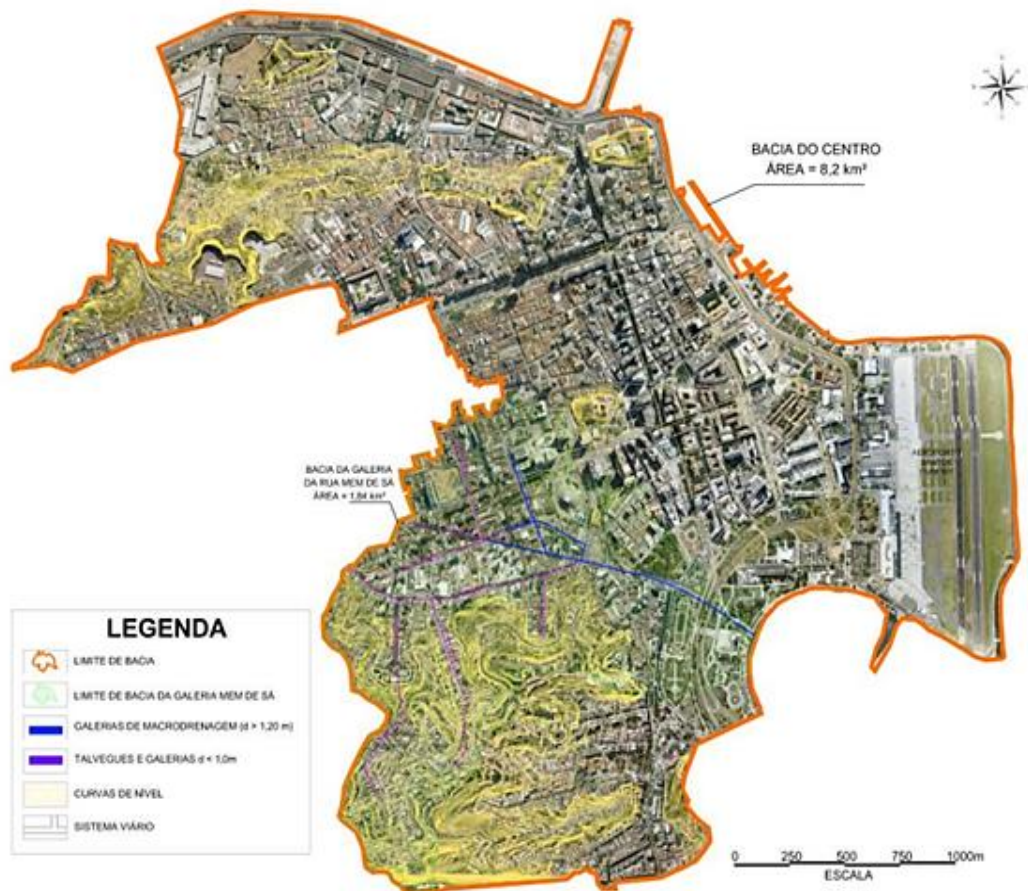 BACIA DO CENTRO
ÁREA = 8,2 km²
BACIA DA GALERIA
DA RUA MEM DE SÁ
ÁREA = 1,84 km²
AEROPORTO
LEGENDA
LIMITE DE BACIA
LIMITE DE BACIA DA GALERIA MEM DE SÁ
GALERIAS DE MACRODRENAGEM (d > 1,20 m)
TALVEGUES E GALERIAS d < 1,0m
CURVAS DE NÍVEL
SISTEMA VIÁRIO
0 250 500 750 1000m
ESCALA